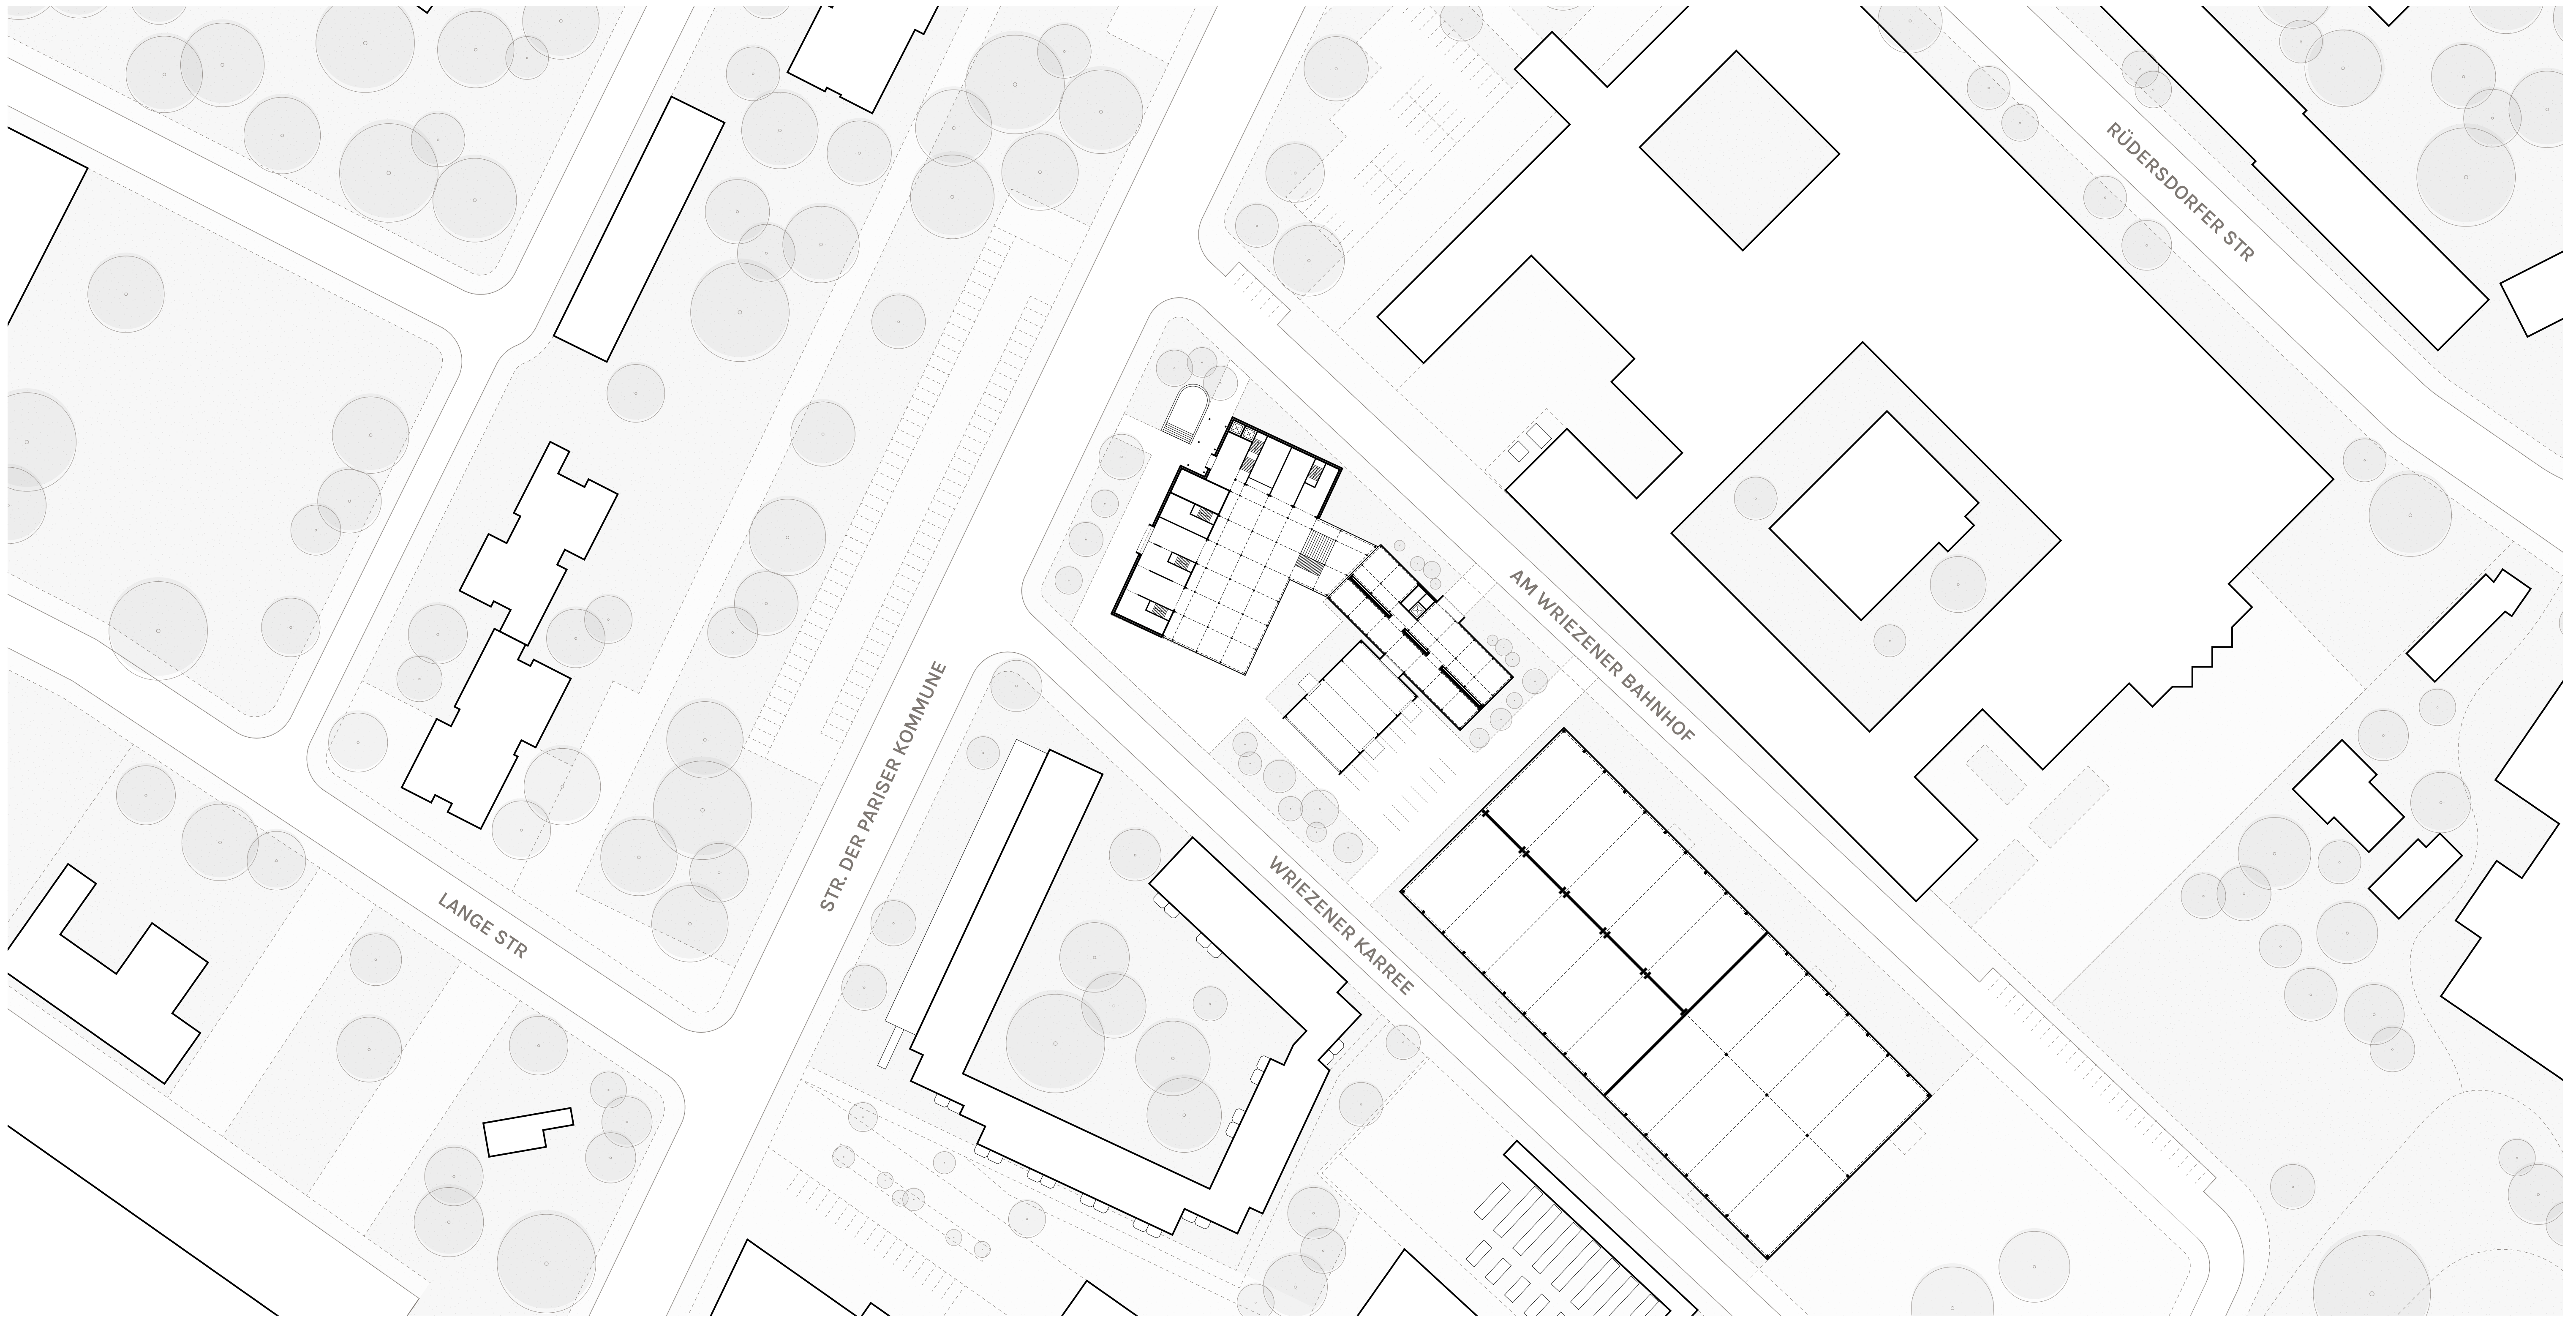 RÜDERSDORFER STR
AM WRIEZENER BAHNHOF
STR. DER PARISER KOMMUNE
WRIEZENER KARREE
LANGE STR